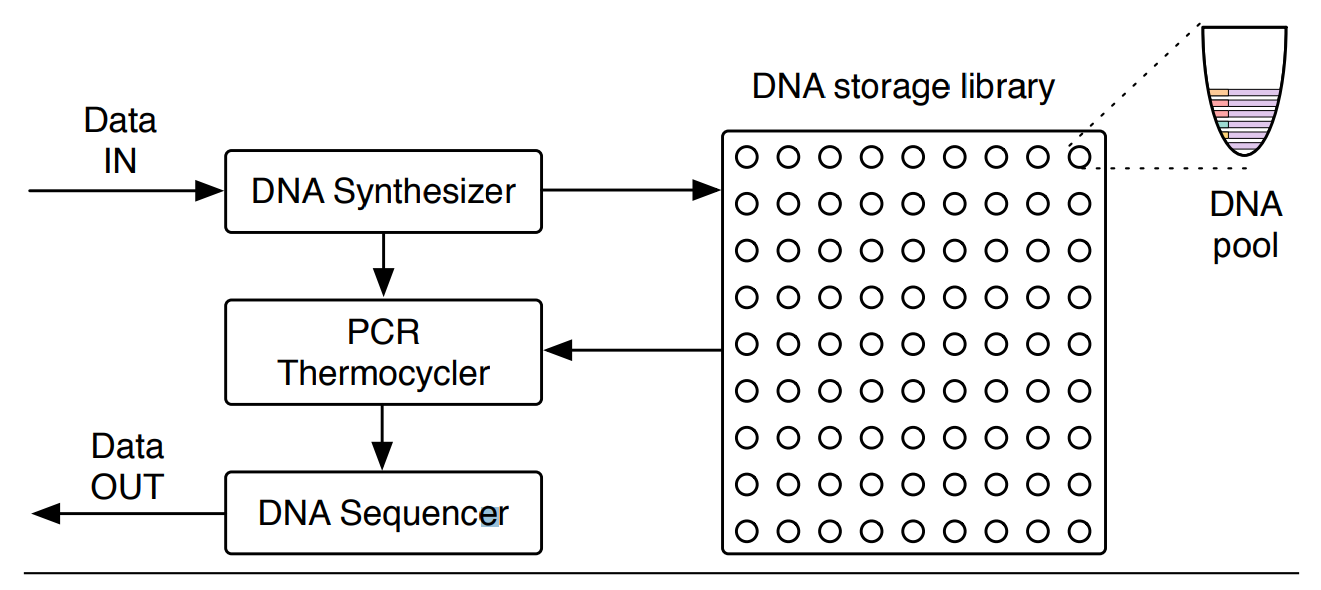 Data
IN
DNA Synthesizer
PCR
Thermocycler
Data
OUT
DNA Sequencer
DNA storage library
DNA
pool